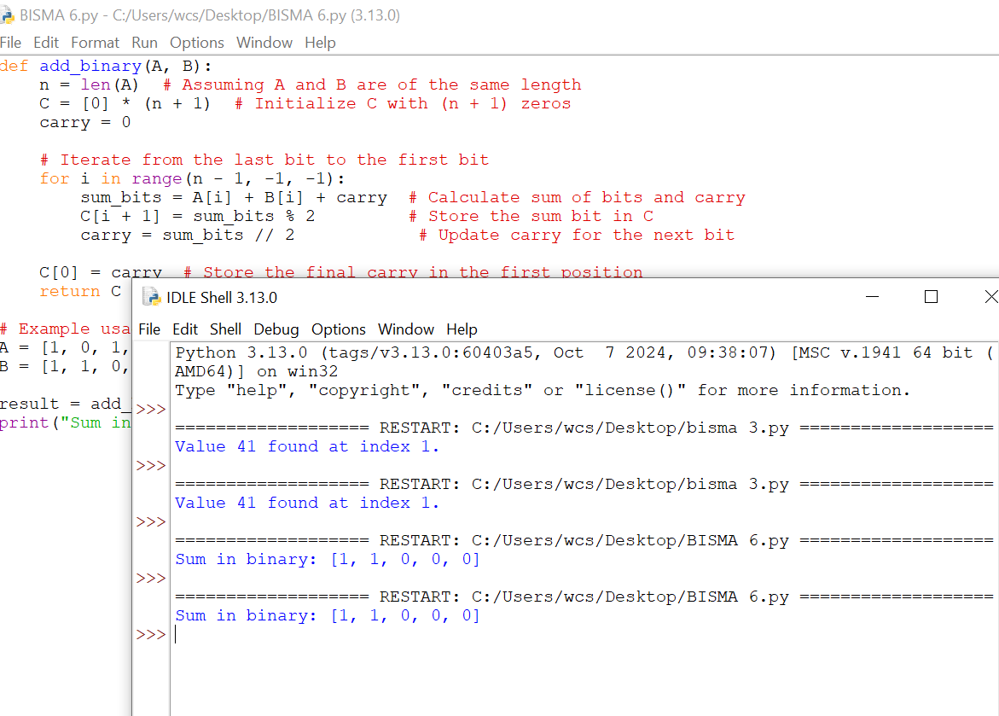 BISMA 6.py - C:/Users/wcs/Desktop/BISMA 6.py (3.13.0)
File Edit Format Run Options Window Help
def add_binary(A, B):
    n = len(A)  # Assuming A and B are of the same length
    C = [0] * (n + 1)  # Initialize C with (n + 1) zeros
    carry = 0
    # Iterate from the last bit to the first bit
    for i in range(n - 1, -1, -1):
        sum_bits = A[i] + B[i] + carry  # Calculate sum of bits and carry
        C[i + 1] = sum_bits % 2         # Store the sum bit in C
        carry = sum_bits // 2            # Update carry for the next bit
    C[0] = carry  # Store the final carry in the first position
    return C
# Example usa
A = [1, 0, 1,
B = [1, 1, 0,
result = add_
print("Sum in
IDLE Shell 3.13.0
File Edit Shell Debug Options Window Help
Python 3.13.0 (tags/v3.13.0:60403a5, Oct  7 2024, 09:38:07) [MSC v.1941 64 bit (
AMD64)] on win32
Type "help", "copyright", "credits" or "license()" for more information.
>>>
=================== RESTART: C:/Users/wcs/Desktop/bisma 3.py ===================
Value 41 found at index 1.
>>>
=================== RESTART: C:/Users/wcs/Desktop/bisma 3.py ===================
Value 41 found at index 1.
>>>
=================== RESTART: C:/Users/wcs/Desktop/BISMA 6.py ===================
Sum in binary: [1, 1, 0, 0, 0]
>>>
=================== RESTART: C:/Users/wcs/Desktop/BISMA 6.py ===================
Sum in binary: [1, 1, 0, 0, 0]
>>>